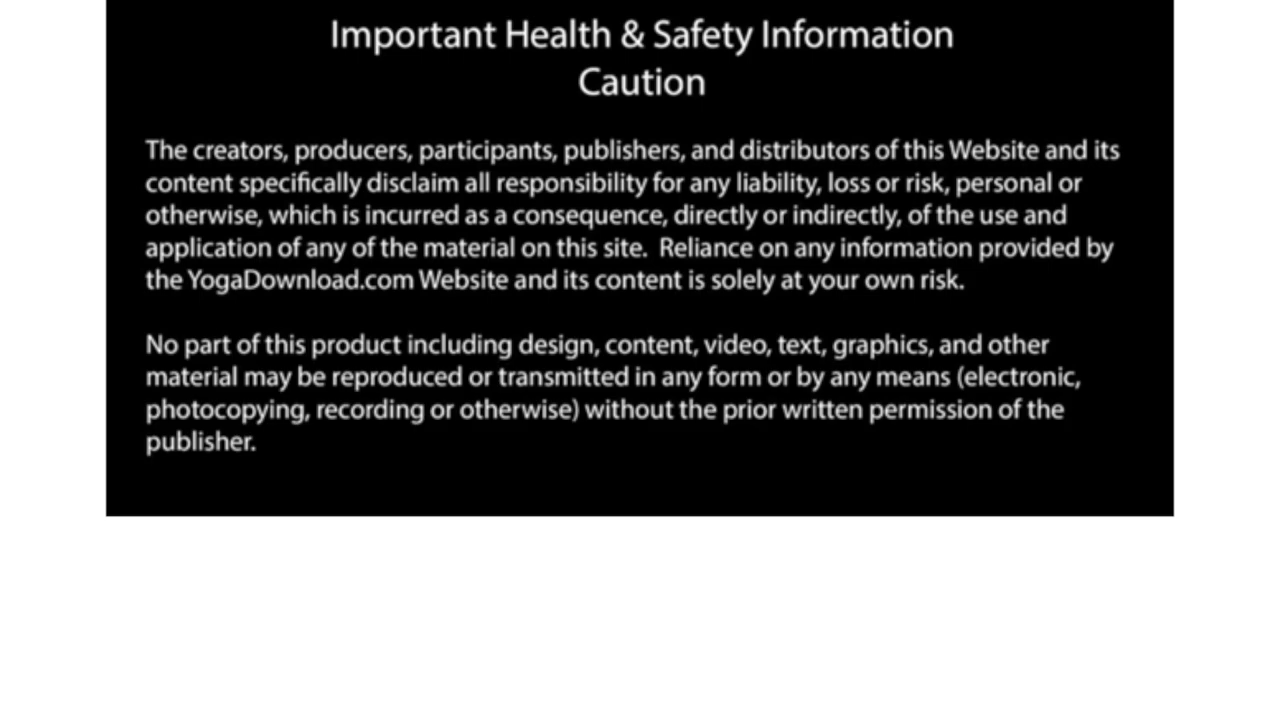 Important Health & Safety Information
Caution
The creators, producers, participants, publishers, and distributors of this Website and its
content specifically disclaim all responsibility for any liability, loss or risk, personal or
otherwise, which is incurred as a consequence, directly or indirectly, of the use and
application of any of the material on this site.  Reliance on any information provided by
the YogaDownload.com Website and its content is solely at your own risk.
No part of this product including design, content, video, text, graphics, and other
material may be reproduced or transmitted in any form or by any means (electronic,
photocopying, recording or otherwise) without the prior written permission of the
publisher.